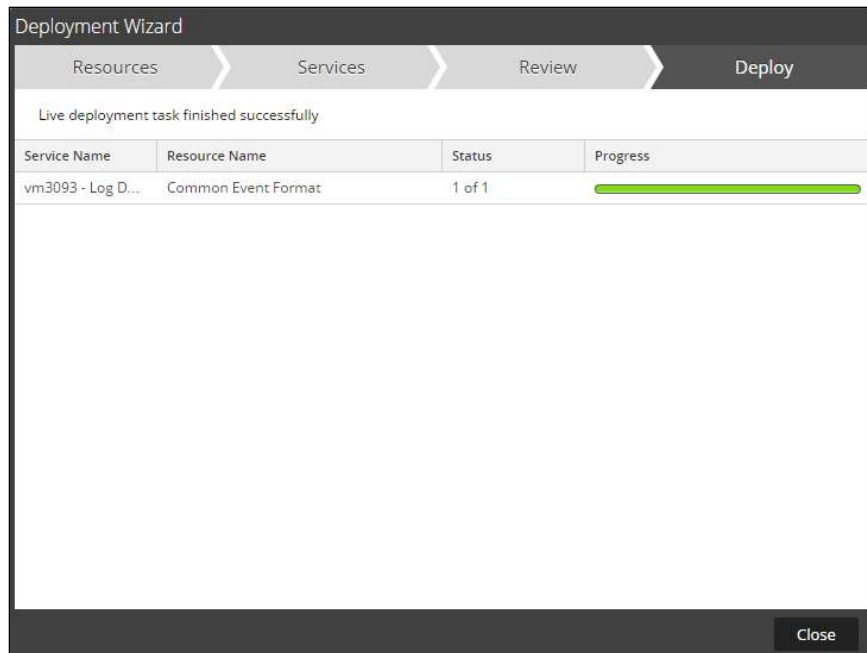 Deployment Wizard
Resources Services Review Deploy
Live deployment task finished successfully
Service Name Resource Name Status Progress
vm3093 - Log D... Common Event Format 1 of 1
Close